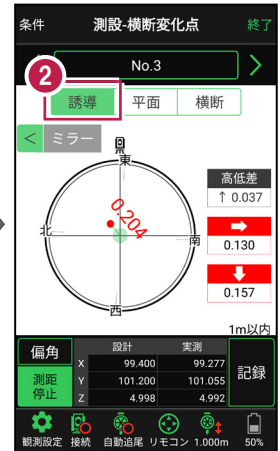 条件 測設-横断変化点 終了
No.3
2
誘導 平面 横断
< ミラー
東
0.204
北
南
西
高低差
↑ 0.037
0.130
0.157
1m以内
偏角 設計 実測
X 99.400 99.277
測距停止 Y 101.200 101.055 記録
Z 4.998 4.992
観測設定 接続 自動追尾 リモコン 1.000m 50%